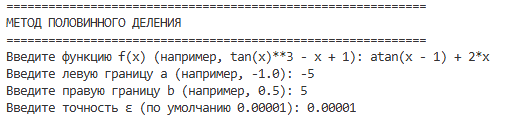 ============================================================
МЕТОД ПОЛОВИННОГО ДЕЛЕНИЯ
============================================================
Введите функцию f(x) (например, tan(x)**3 - x + 1): atan(x - 1) + 2*x
Введите левую границу a (например, -1.0): -5
Введите правую границу b (например, 0.5): 5
Введите точность ε (по умолчанию 0.00001): 0.00001